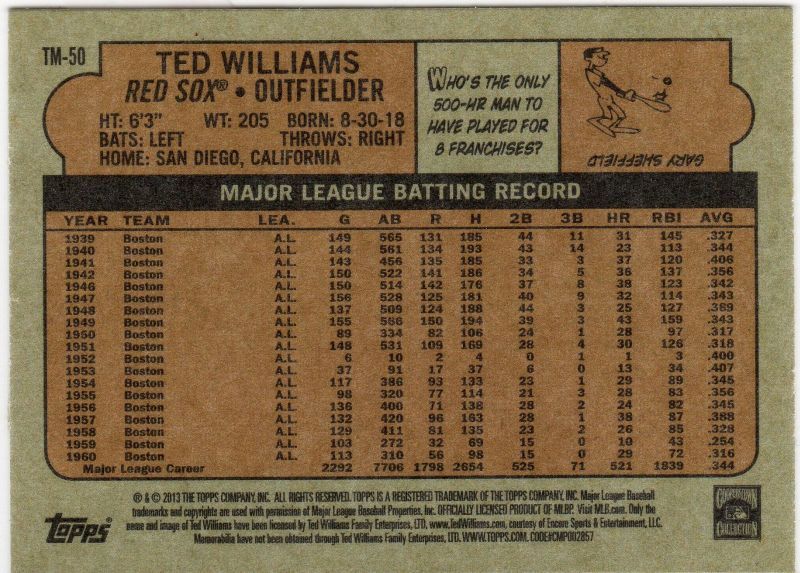 TM-50
TED WILLIAMS
RED SOX® • OUTFIELDER
HT: 6'3" WT: 205 BORN: 8-30-18
BATS: LEFT THROWS: RIGHT
HOME: SAN DIEGO, CALIFORNIA
WHO'S THE ONLY
500-HR MAN TO
HAVE PLAYED FOR
8 FRANCHISES?
GARY SHEFFIELD
MAJOR LEAGUE BATTING RECORD
YEAR TEAM LEA. G AB R H 2B 3B HR RBI AVG
1939 Boston A.L. 149 565 131 185 44 11 31 145 .327
1940 Boston A.L. 144 561 134 193 43 14 23 113 .344
1941 Boston A.L. 143 456 135 185 33 3 37 120 .406
1942 Boston A.L. 150 522 141 186 34 5 36 137 .356
1946 Boston A.L. 150 514 142 176 37 8 38 123 .342
1947 Boston A.L. 156 528 125 181 40 9 32 114 .343
1948 Boston A.L. 137 509 124 188 44 3 25 127 .369
1949 Boston A.L. 155 566 150 194 39 3 43 159 .343
1950 Boston A.L. 89 334 82 106 24 1 28 97 .317
1951 Boston A.L. 148 531 109 169 28 4 30 126 .318
1952 Boston A.L. 6 10 2 4 0 1 1 3 .400
1953 Boston A.L. 37 91 17 37 6 0 13 34 .407
1954 Boston A.L. 117 386 93 133 23 1 29 89 .345
1955 Boston A.L. 98 320 77 114 21 3 28 83 .356
1956 Boston A.L. 136 400 71 138 28 2 24 82 .345
1957 Boston A.L. 132 420 96 163 28 1 38 87 .388
1958 Boston A.L. 129 411 81 135 23 2 26 85 .328
1959 Boston A.L. 103 272 32 69 15 0 10 43 .254
1960 Boston A.L. 113 310 56 98 15 0 29 72 .316
Major League Career 2292 7706 1798 2654 525 71 521 1839 .344
® & © 2013 THE TOPPS COMPANY, INC. ALL RIGHTS RESERVED. TOPPS IS A REGISTERED TRADEMARK OF THE TOPPS COMPANY, INC. Major League Baseball
trademarks and copyrights are used with permission of Major League Baseball Properties, Inc. OFFICIALLY LICENSED PRODUCT OF MLBP. Visit MLB.com. Only the
name and image of Ted Williams have been licensed by Ted Williams Family Enterprises, LTD. www.TedWilliams.com, courtesy of Encore Sports & Entertainment, LLC.
Memorabilia have not been obtained through Ted Williams Family Enterprises, LTD. WWW.TOPPS.COM. CODE#CMP002857
Topps
COOPERSTOWN
COLLECTION